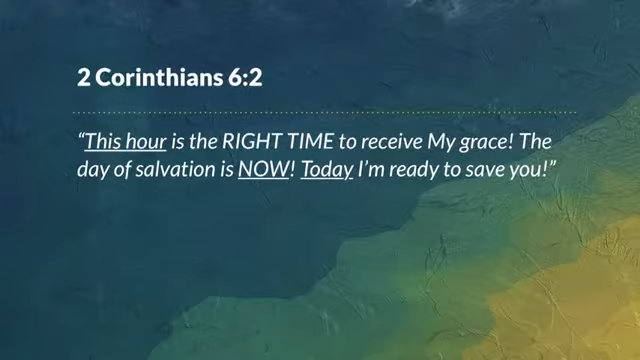 2 Corinthians 6:2
“This hour is the RIGHT TIME to receive My grace! The
day of salvation is NOW! Today I’m ready to save you!”